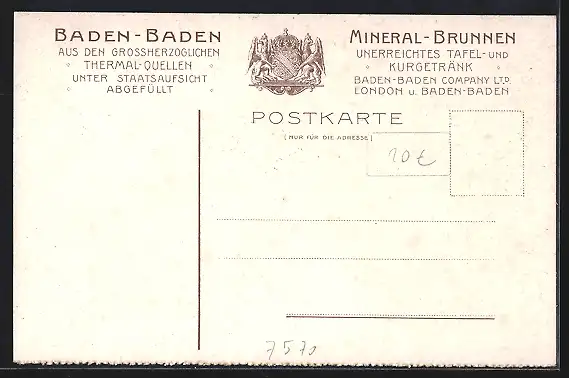 BADEN-BADEN
AUS DEN GROSSHERZOGLICHEN
THERMAL-QUELLEN
UNTER STAATSAUFSICHT
ABGEFÜLLT
MINERAL-BRUNNEN
UNERREICHTES TAFEL-UND
KURGETRÄNK
BADEN-BADEN COMPANY LTD.
LONDON u. BADEN-BADEN
POSTKARTE
(NUR FÜR DIE ADRESSE)
20 €
7570